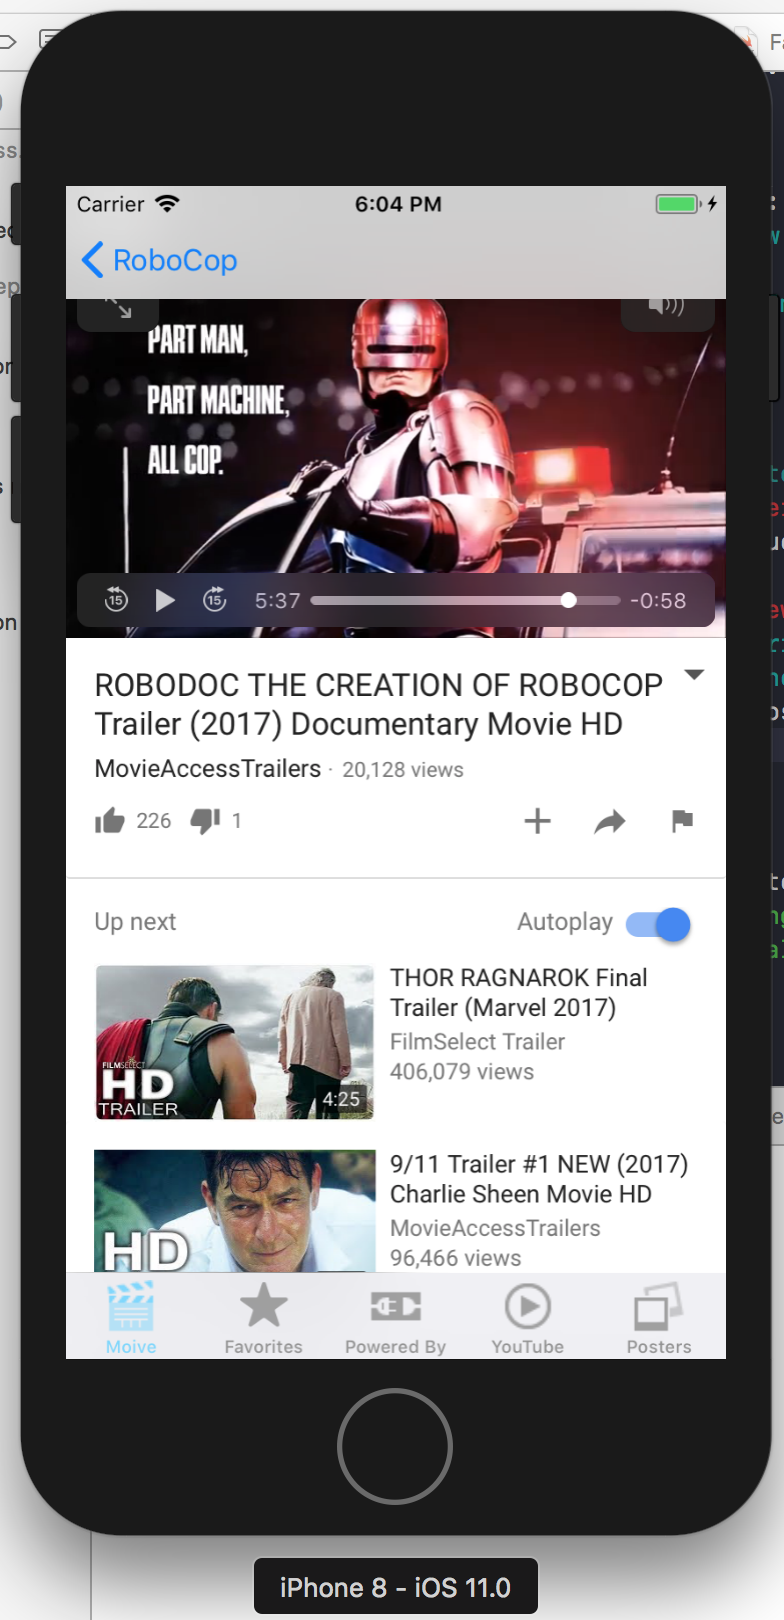 Carrier
6:04 PM
RoboCop
PART MAN,
PART MACHINE,
ALL COP.
15
15
5:37
-0:58
ROBODOC THE CREATION OF ROBOCOP
Trailer (2017) Documentary Movie HD
MovieAccessTrailers · 20,128 views
226
1
Up next
Autoplay
THOR RAGNAROK Final
Trailer (Marvel 2017)
FilmSelect Trailer
406,079 views
FILMSELECT
HD
TRAILER
4:25
9/11 Trailer #1 NEW (2017)
Charlie Sheen Movie HD
MovieAccessTrailers
96,466 views
HD
Moive
Favorites
Powered By
YouTube
Posters
iPhone 8 - iOS 11.0